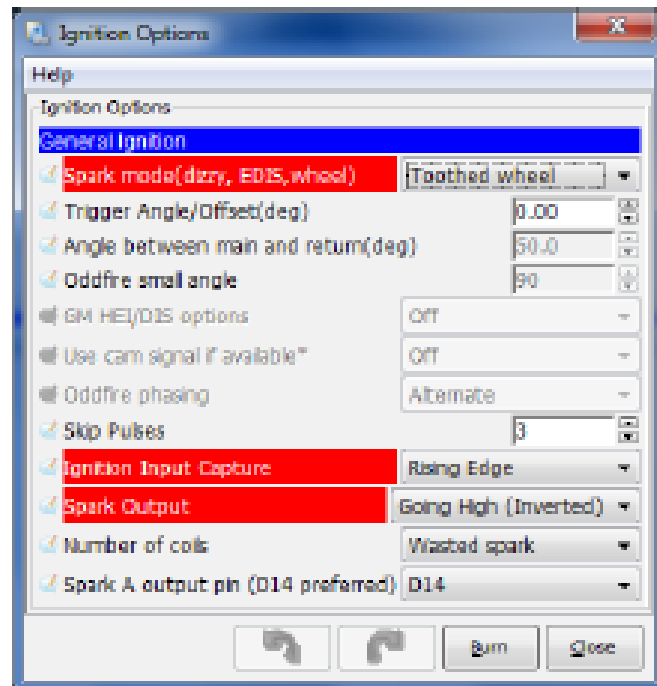 Ignition Options
Help
Ignition Options
General Ignition
Spark mode(dizzy, EDIS,wheel) Toothed wheel
Trigger Angle/Offset(deg) 0.00
Angle between main and return(deg) 50.0
Oddfire small angle 90
GM HEI/DIS options Off
Use cam signal if available* Off
Oddfire phasing Alternate
Skip Pulses 3
Ignition Input Capture Rising Edge
Spark Output Going High (Inverted)
Number of coils Wasted spark
Spark A output pin (D14 preferred) D14
Burn Close